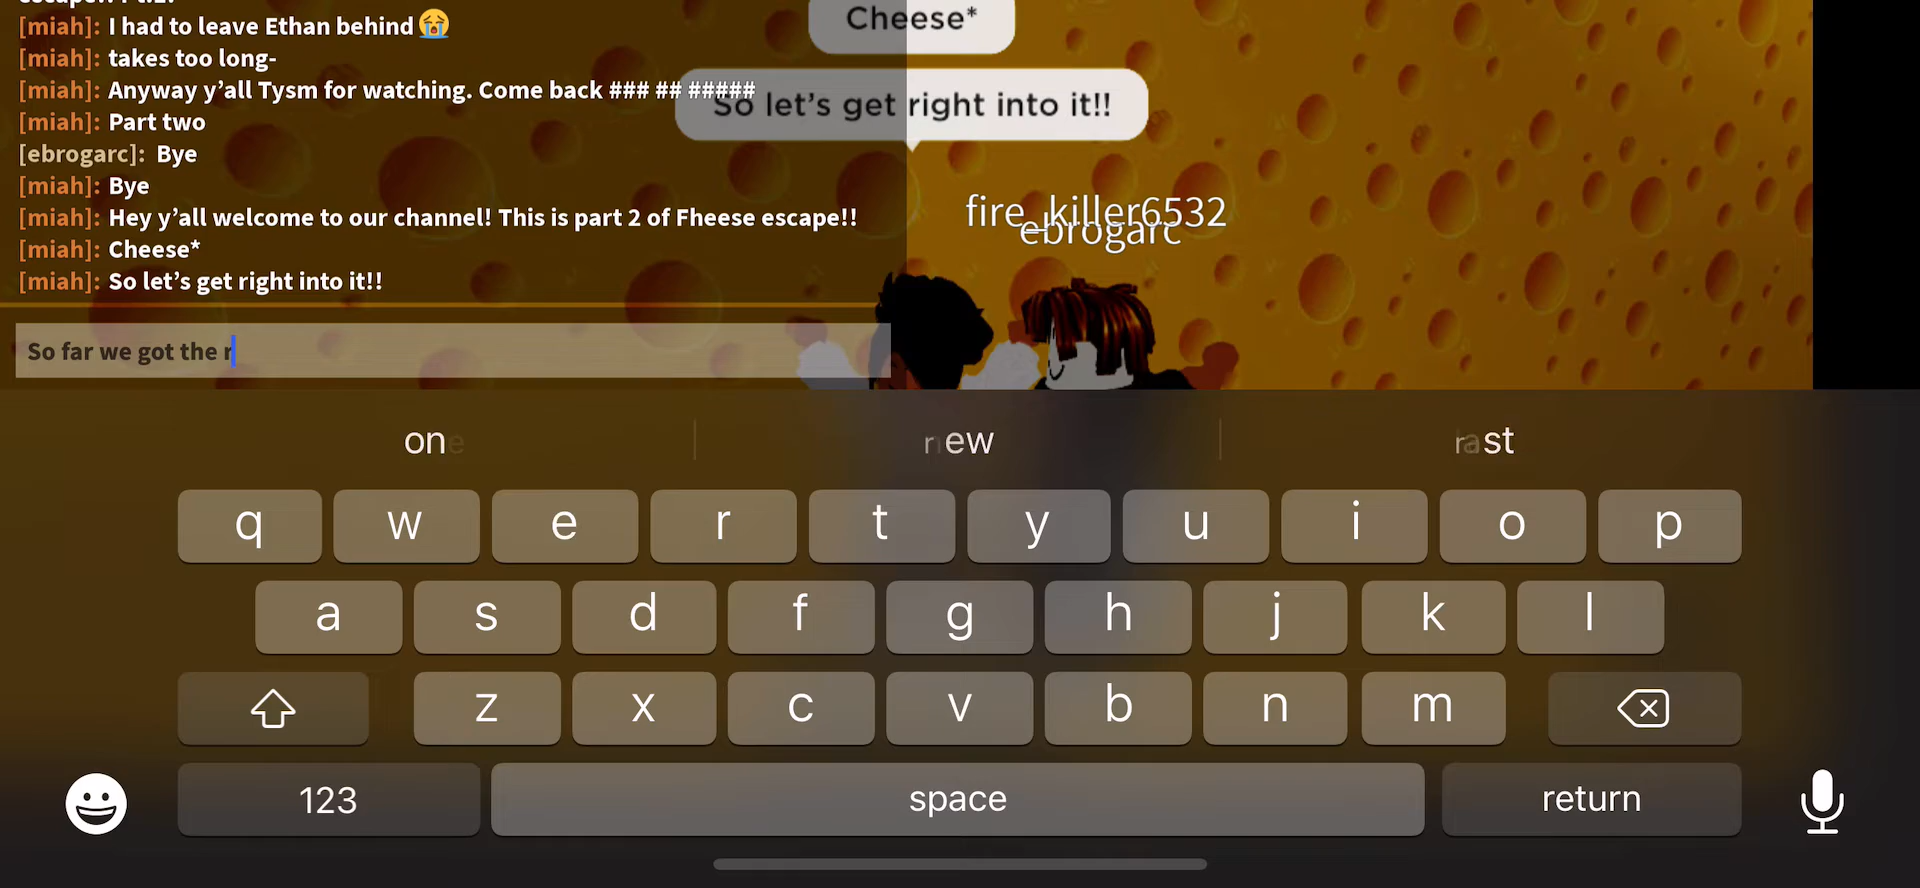 [miah]: I had to leave Ethan behind😭
[miah]: takes too long-
[miah]: Anyway y’all Tysm for watching. Come back ### ## #####
[miah]: Part two
[ebrogarc]: Bye
[miah]: Bye
[miah]: Hey y’all welcome to our channel! This is part 2 of Fheese escape!!
[miah]: Cheese*
[miah]: So let’s get right into it!!
So far we got the r
Cheese*
So let’s get right into it!!
fire_killer6532
ebrogarc
q w e r t y u i o p
a s d f g h j k l
z x c v b n m
123 space return